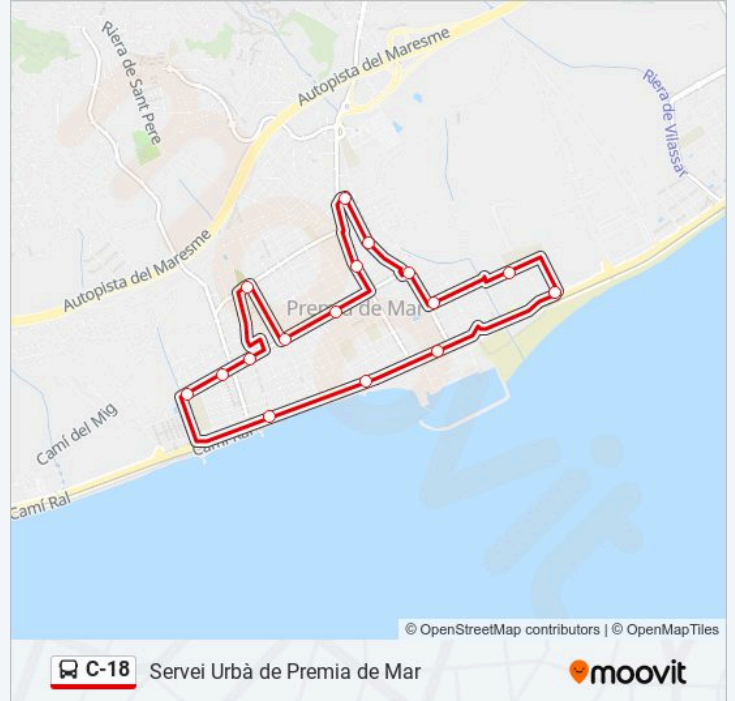 Riera de Sant Pere
Autopista del Maresme
Riera de Vilassar
Autopista del Maresme
Premià de Mar
Camí del Mig
Camí Ral
Camí Ral
© OpenStreetMap contributors | © OpenMapTiles
C-18 Servei Urbà de Premia de Mar
moovit